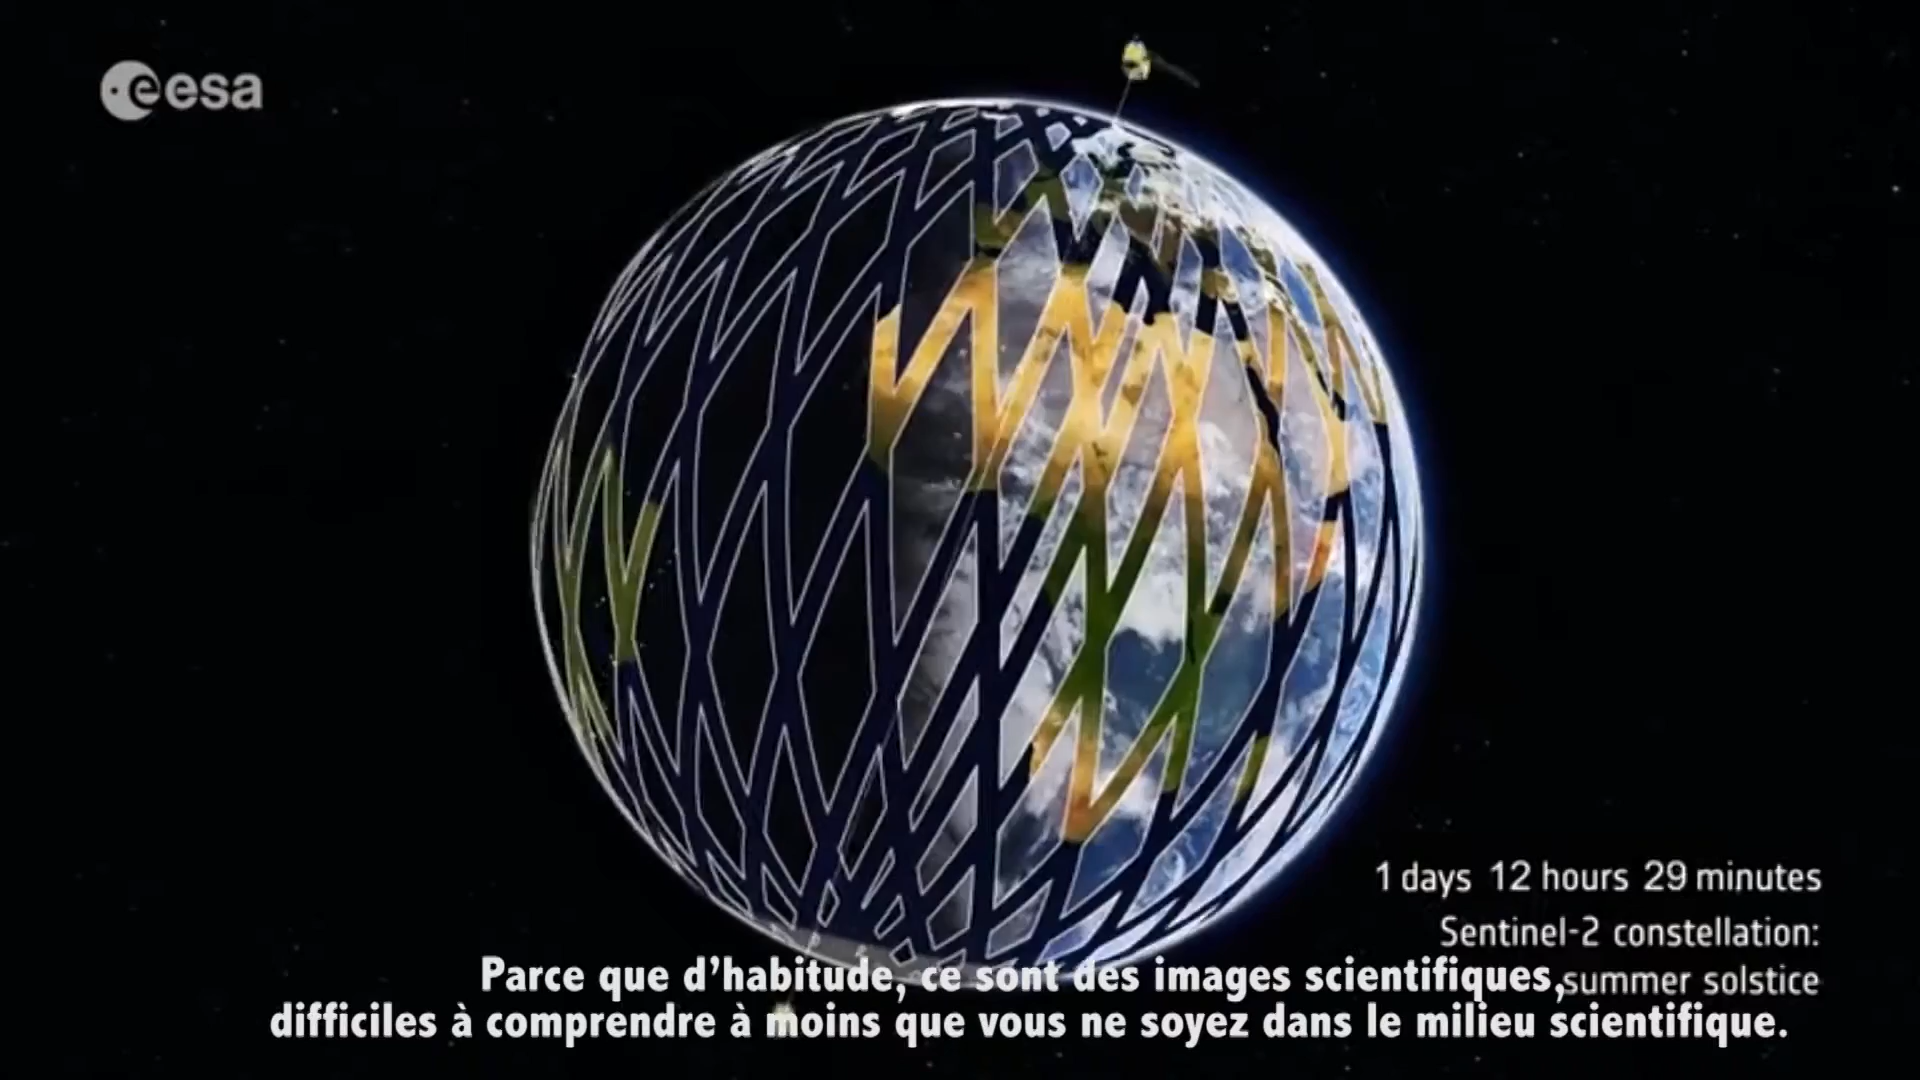 eesa
1 days 12 hours 29 minutes
Sentinel-2 constellation:
summer solstice
Parce que d’habitude, ce sont des images scientifiques,
difficiles à comprendre à moins que vous ne soyez dans le milieu scientifique.